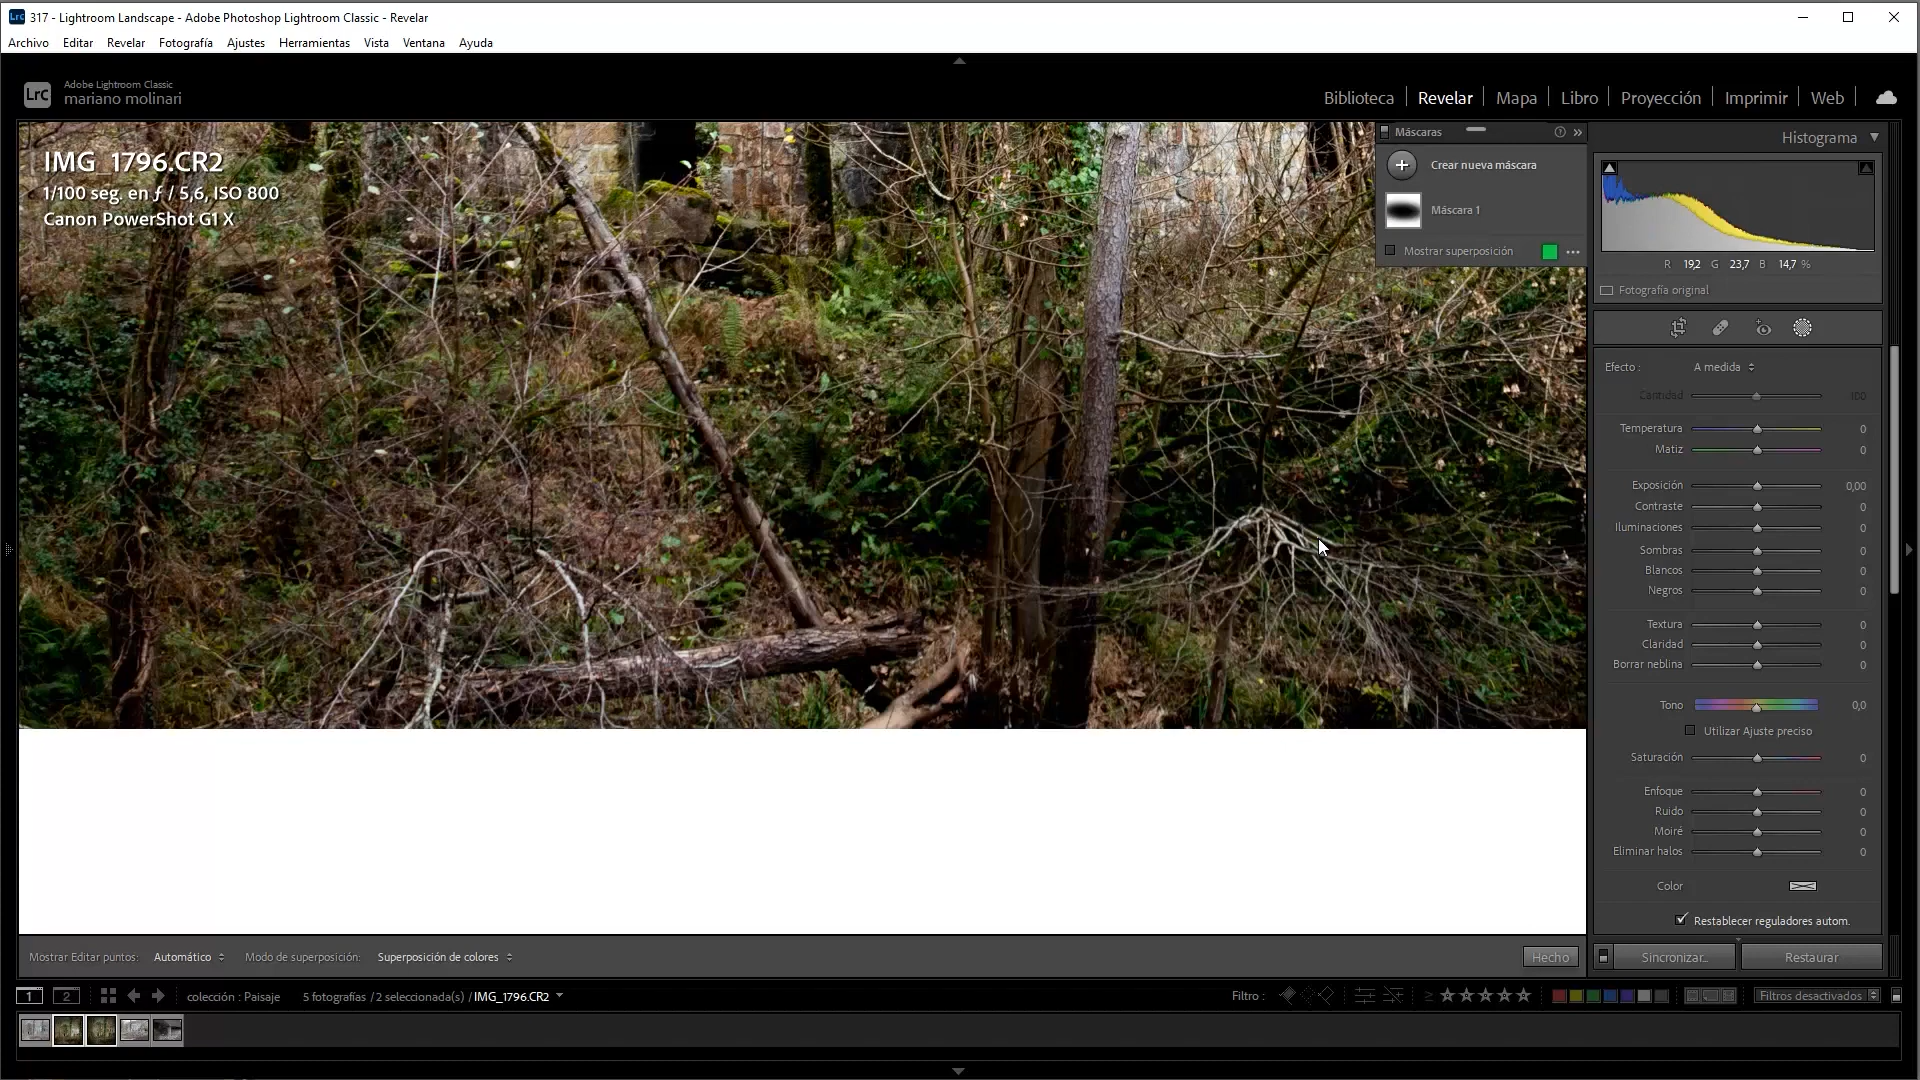 317 - Lightroom Landscape - Adobe Photoshop Lightroom Classic - Revelar
Archivo Editar Revelar Fotografía Ajustes Herramientas Vista Ventana Ayuda
Lrc
Adobe Lightroom Classic
mariano molinari
Biblioteca Revelar Mapa Libro Proyección Imprimir Web
IMG_1796.CR2
1/100 seg. en ƒ / 5,6, ISO 800
Canon PowerShot G1 X
Máscaras
Crear nueva máscara
Máscara 1
Mostrar superposición
Histograma
R 19,2 G 23,7 B 14,7 %
Fotografía original
Efecto : A medida
Cantidad 100
Temperatura 0
Matiz 0
Exposición 0,00
Contraste 0
Iluminaciones 0
Sombras 0
Blancos 0
Negros 0
Textura 0
Claridad 0
Borrar neblina 0
Tono 0,0
Utilizar Ajuste preciso
Saturación 0
Enfoque 0
Ruido 0
Moiré 0
Eliminar halos 0
Color
Restablecer reguladores autom.
Mostrar Editar puntos: Automático Modo de superposición: Superposición de colores Hecho
Sincronizar... Restaurar
1 2 colección : Paisaje 5 fotografías / 2 seleccionada(s) / IMG_1796.CR2 Filtro : ≥ Filtros desactivados